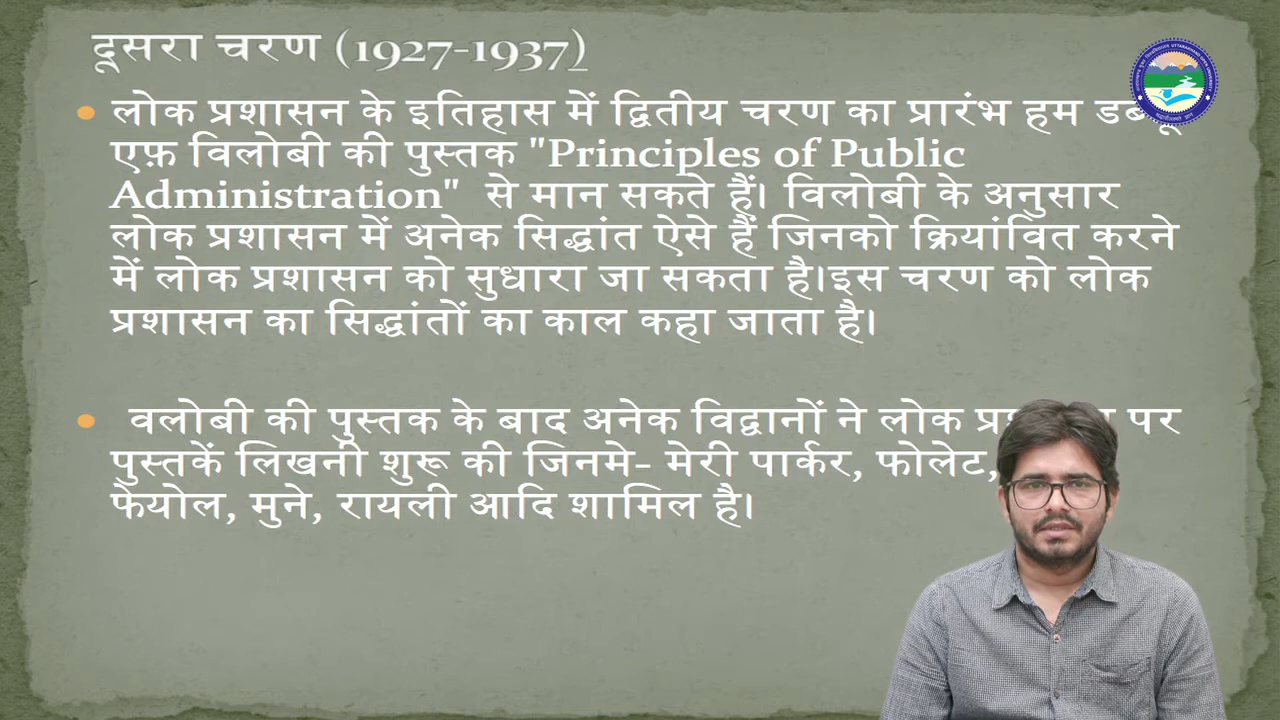 दूसरा चरण (1927-1937)
लोक प्रशासन के इतिहास में द्वितीय चरण का प्रारंभ हम
एफ़ विलोबी की पुस्तक "Principles of Public
Administration" से मान सकते हैं। विलोबी के अनुसार
लोक प्रशासन में अनेक सिद्धांत ऐसे हैं जिनको क्रियांवित करने
में लोक प्रशासन को सुधारा जा सकता है।इस चरण को लोक
प्रशासन का सिद्धांतों का काल कहा जाता है।
वलोबी की पुस्तक के बाद अनेक विद्वानों ने लोक पर
पुस्तकें लिखनी शुरू की जिनमे- मेरी पार्कर, फोलेट,
फेयोल, मुने, रायली आदि शामिल है।